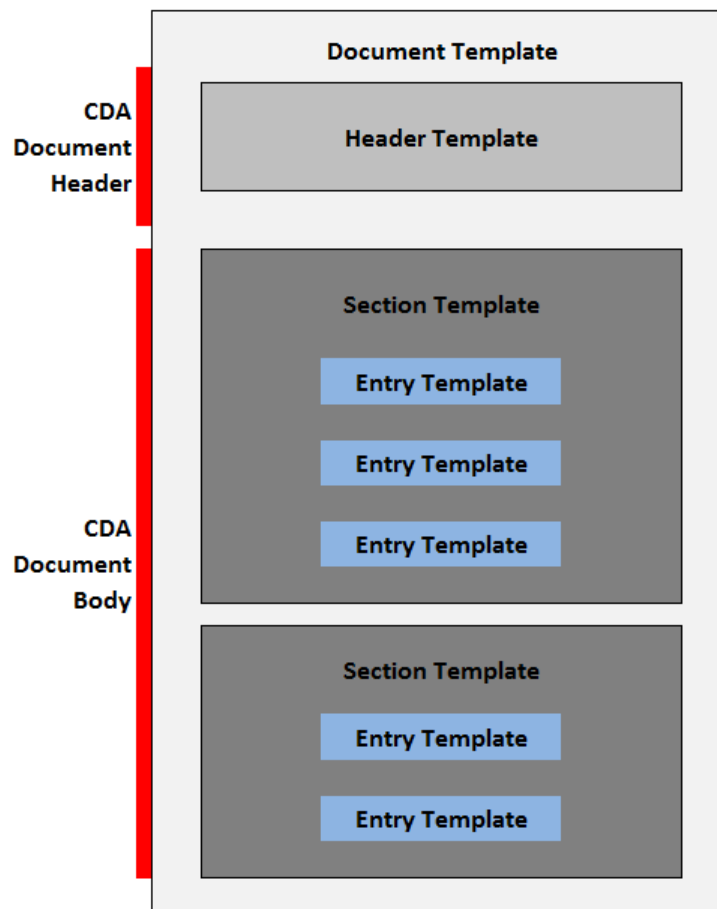 Document Template
CDA
Document
Header
Header Template
Section Template
Entry Template
Entry Template
Entry Template
CDA
Document
Body
Section Template
Entry Template
Entry Template